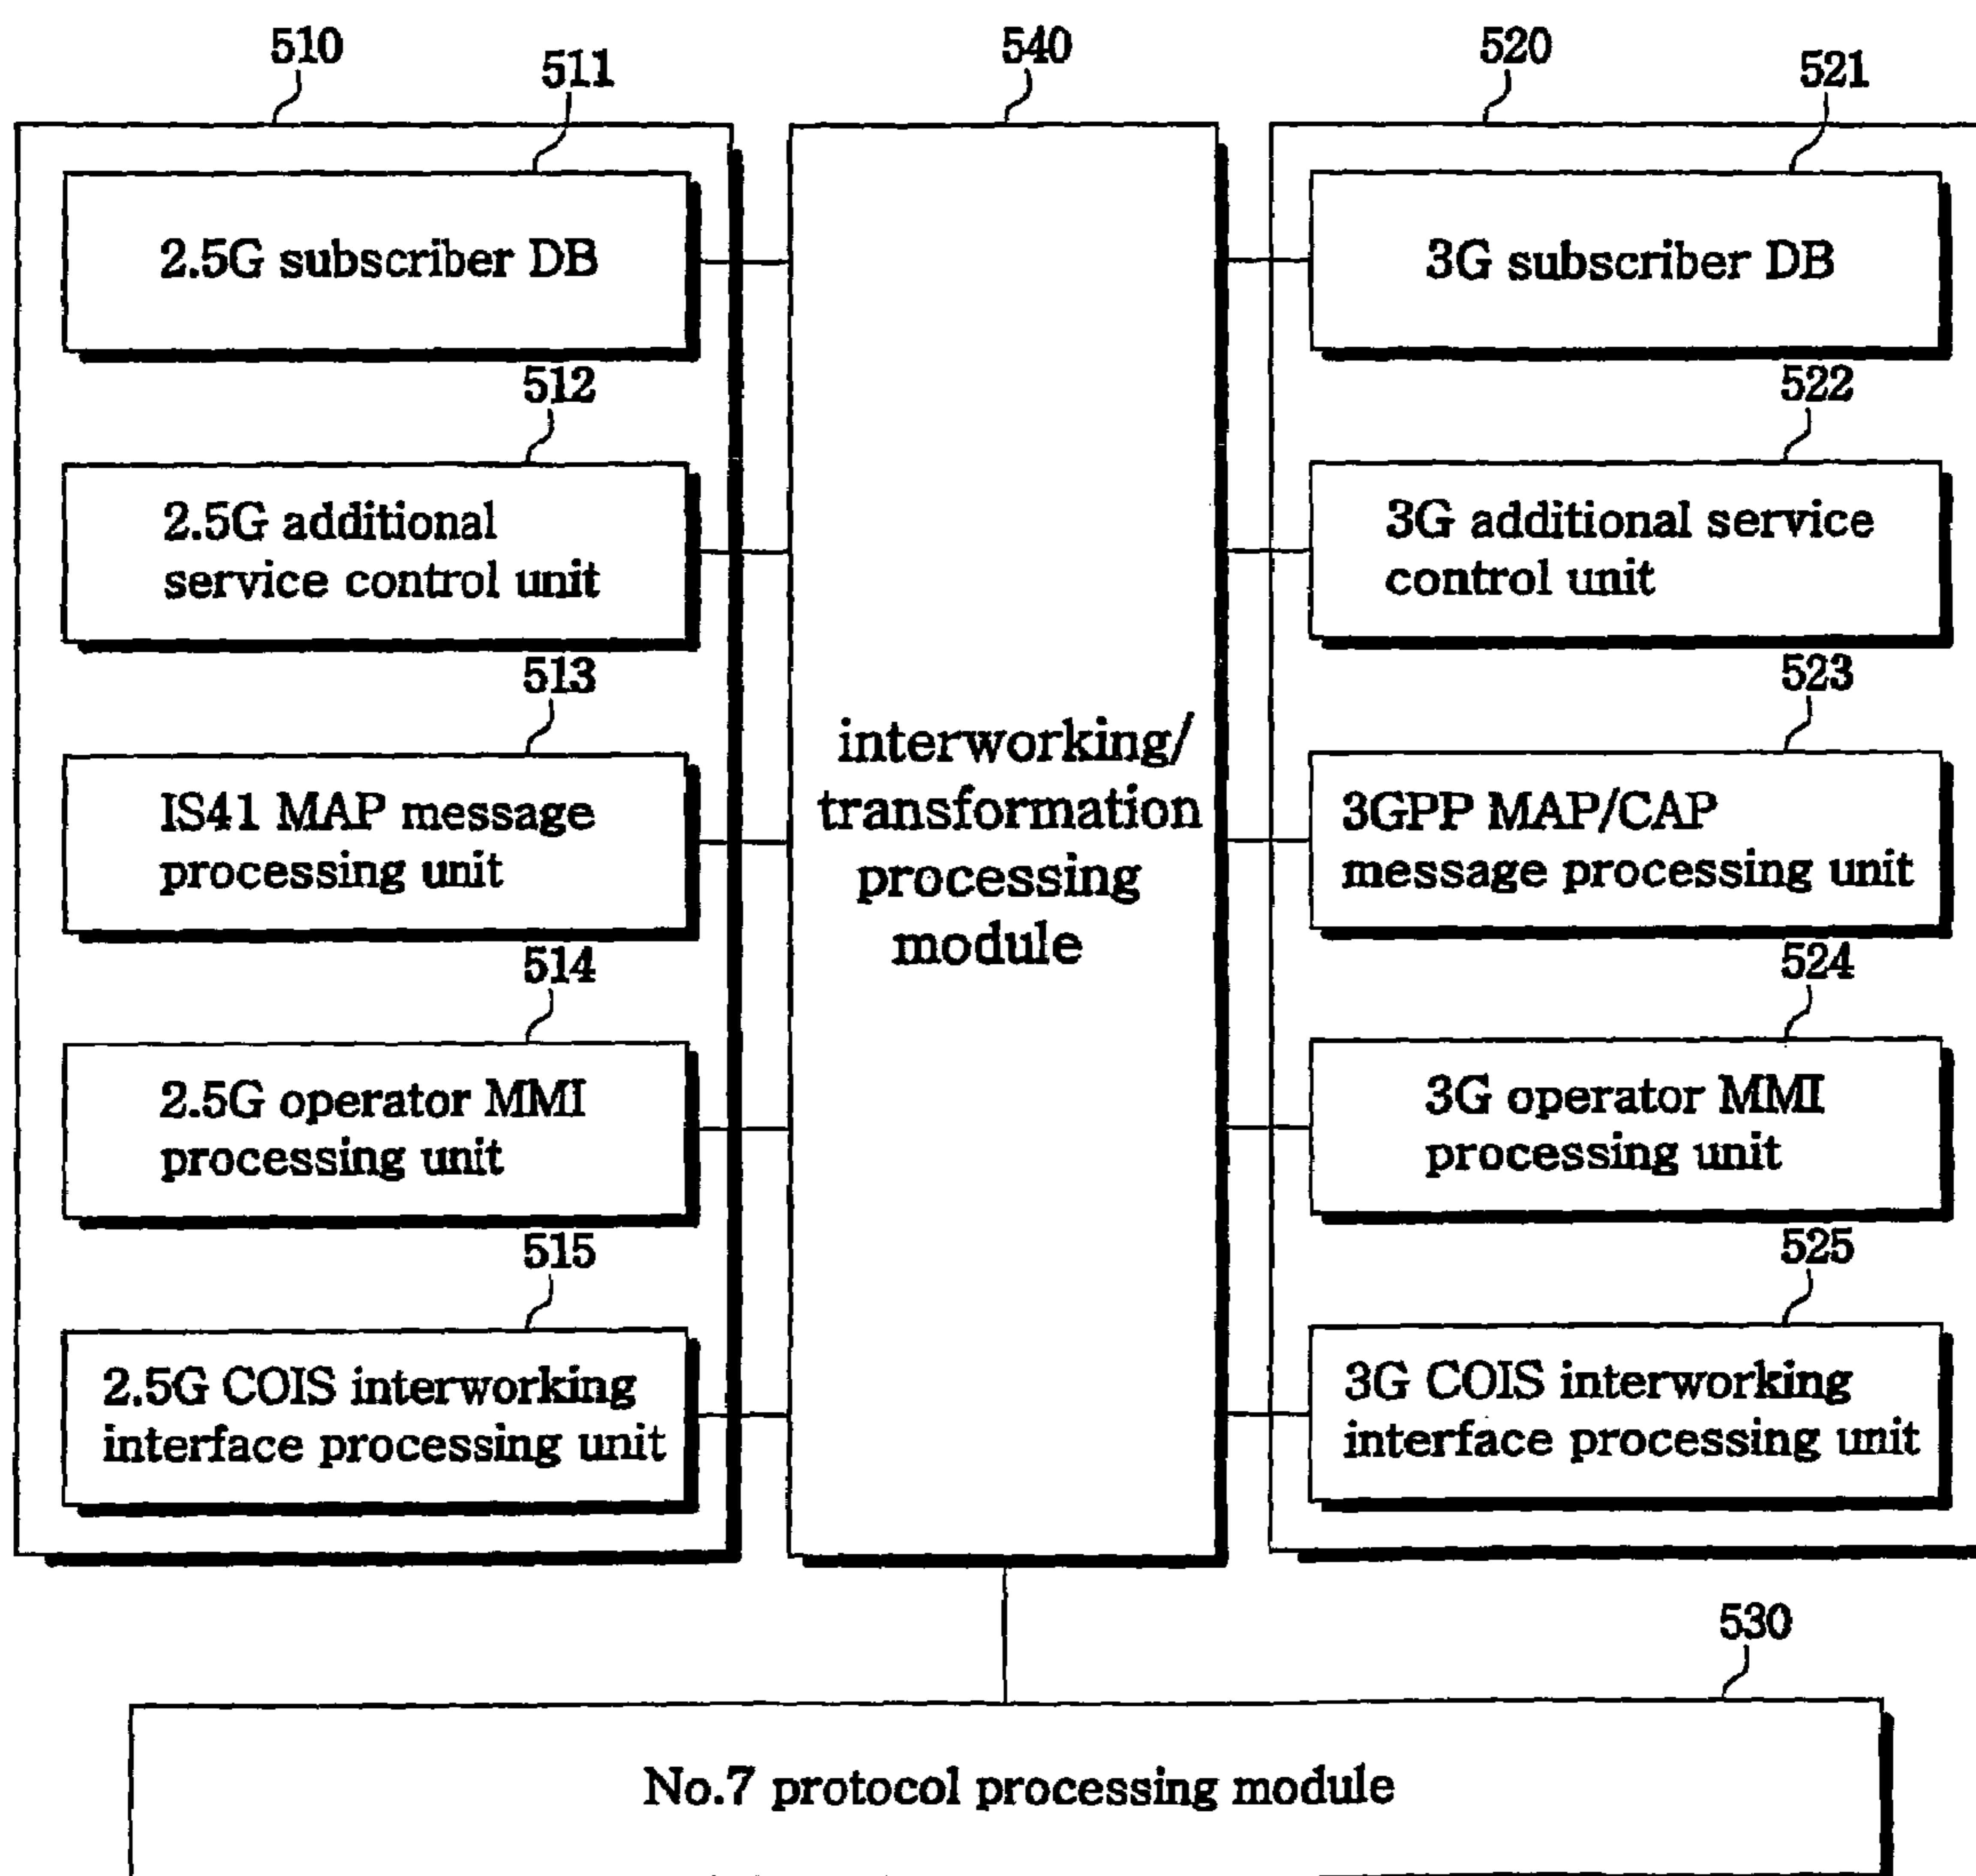 510
511
540
520
521
2.5G subscriber DB
3G subscriber DB
512
522
2.5G additional
service control unit
3G additional service
control unit
513
523
IS41 MAP message
processing unit
interworking/
transformation
processing
module
3GPP MAP/CAP
message processing unit
514
524
2.5G operator MMI
processing unit
3G operator MMI
processing unit
515
525
2.5G COIS interworking
interface processing unit
3G COIS interworking
interface processing unit
530
No.7 protocol processing module